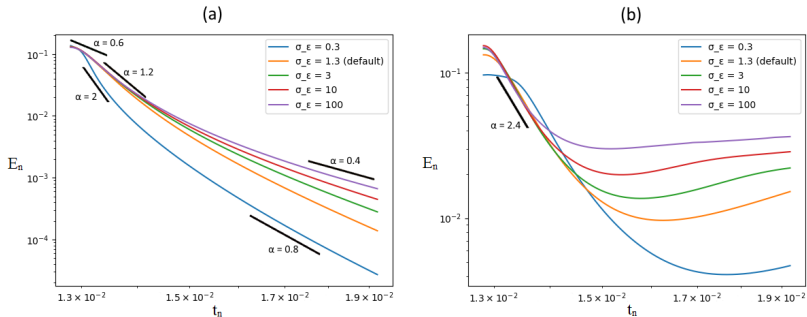 (a)
10⁻¹
10⁻²
10⁻³
10⁻⁴
Eₙ
α = 0.6
α = 1.2
α = 2
α = 0.4
α = 0.8
σ_ε = 0.3
σ_ε = 1.3 (default)
σ_ε = 3
σ_ε = 10
σ_ε = 100
1.3 × 10⁻²
1.5 × 10⁻²
1.7 × 10⁻²
1.9 × 10⁻²
tₙ
(b)
10⁻¹
10⁻²
Eₙ
α = 2.4
σ_ε = 0.3
σ_ε = 1.3 (default)
σ_ε = 3
σ_ε = 10
σ_ε = 100
1.3 × 10⁻²
1.5 × 10⁻²
1.7 × 10⁻²
1.9 × 10⁻²
tₙ